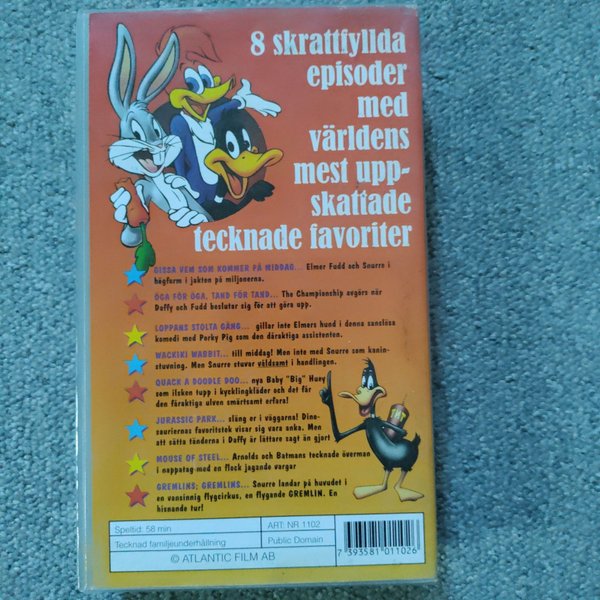 8 skrattfyllda
episoder
med
världens
mest upp-
skattade
tecknade favoriter
GISSA VEM SOM KOMMER PÅ MIDDAG... Elmer Fudd och Snurre i
högform i jakten på miljonerna.
ÖGA FÖR ÖGA, TAND FÖR TAND... The Championship avgörs när
Duffy och Fudd beslutar sig för att göra upp.
LOPPANS STOLTA GÅNG... gillar inte Elmers hund i denna sanslösa
komedi med Porky Pig som den dåraktiga assistenten.
WACKIKI WABBIT... till middag! Men inte med Snurre som kanin-
stuvning. Men Snurre stuvar våldsamt i handlingen.
QUACK A DOODLE DOO... nya Baby "Big" Huey
som ilsken tupp i kycklingkläder och det får
den fåraktiga ulven smärtsamt erfara!
JURASSIC PARK... släng er i väggarna! Dino-
sauriernas favoritstek visar sig vara anka. Men
att sätta tänderna i Duffy är lättare sagt än gjort
MOUSE OF STEEL... Arnolds och Batmans tecknade överman
i nappatag med en flock jagande vargar
GREMLINS; GREMLINS... Snurre landar på huvudet i
en vansinnig flygcirkus, en flygande GREMLIN. En
hisnande tur!
Speltid: 58 min
ART: NR 1102
Tecknad familjeunderhållning
Public Domain
© ATLANTIC FILM AB
7 393581 011026